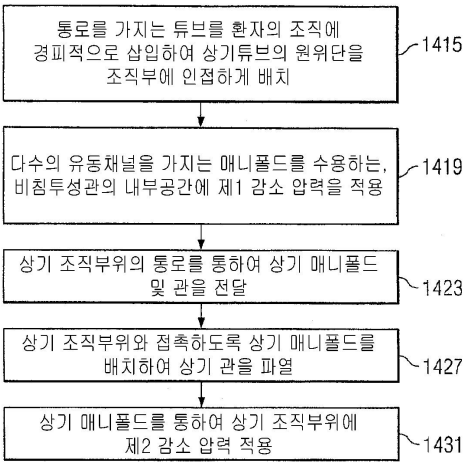 통로를 가지는 튜브를 환자의 조직에
경피적으로 삽입하여 상기튜브의 원위단을
조직부에 인접하게 배치
1415
다수의 유동채널을 가지는 매니폴드를 수용하는,
비침투성관의 내부공간에 제1 감소 압력을 적용
1419
상기 조직부위의 통로를 통하여 상기 매니폴드
및 관을 전달
1423
상기 조직부위와 접촉하도록 상기 매니폴드를
배치하여 상기 관을 파열
1427
상기 매니폴드를 통하여 상기 조직부위에
제2 감소 압력 적용
1431